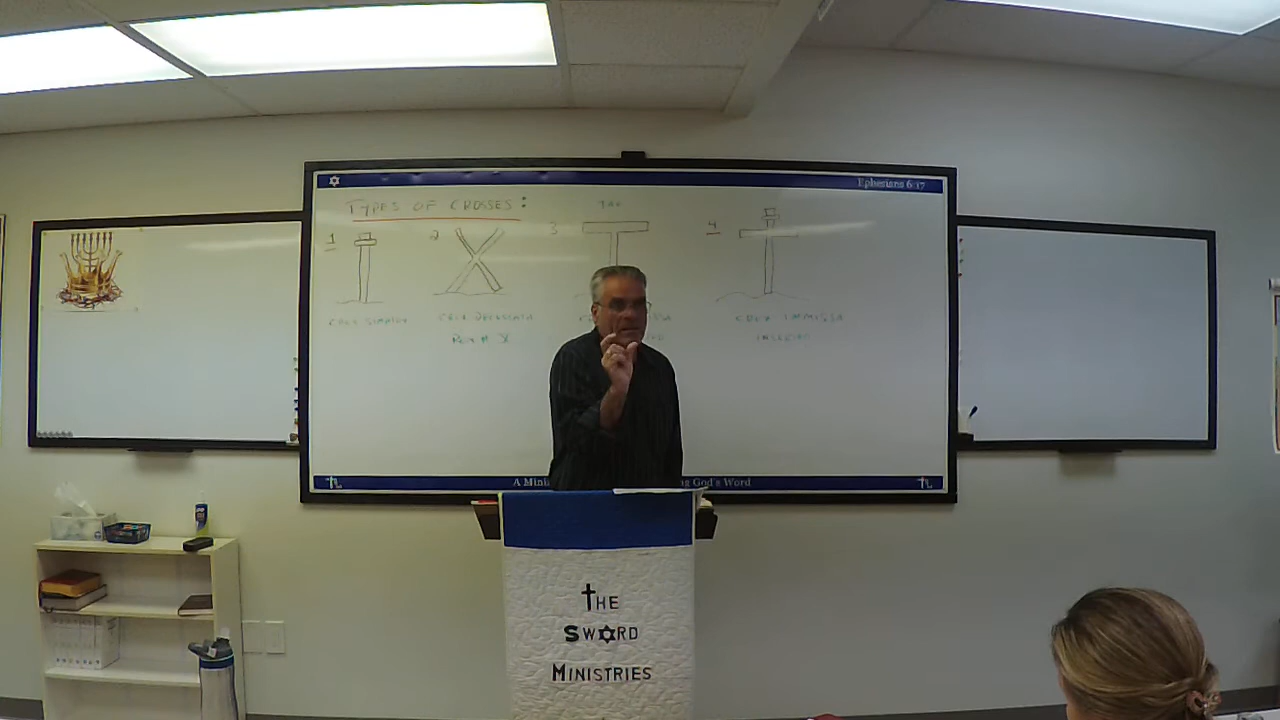 Ephesians 6:17
TYPES OF CROSSES:
TAU
1
2
3
4
CRUX SIMPLEX
CRUX DECUSSATA
CRUX IMMISSA
A Mini
ng God's Word
THE
SWORD
MINISTRIES